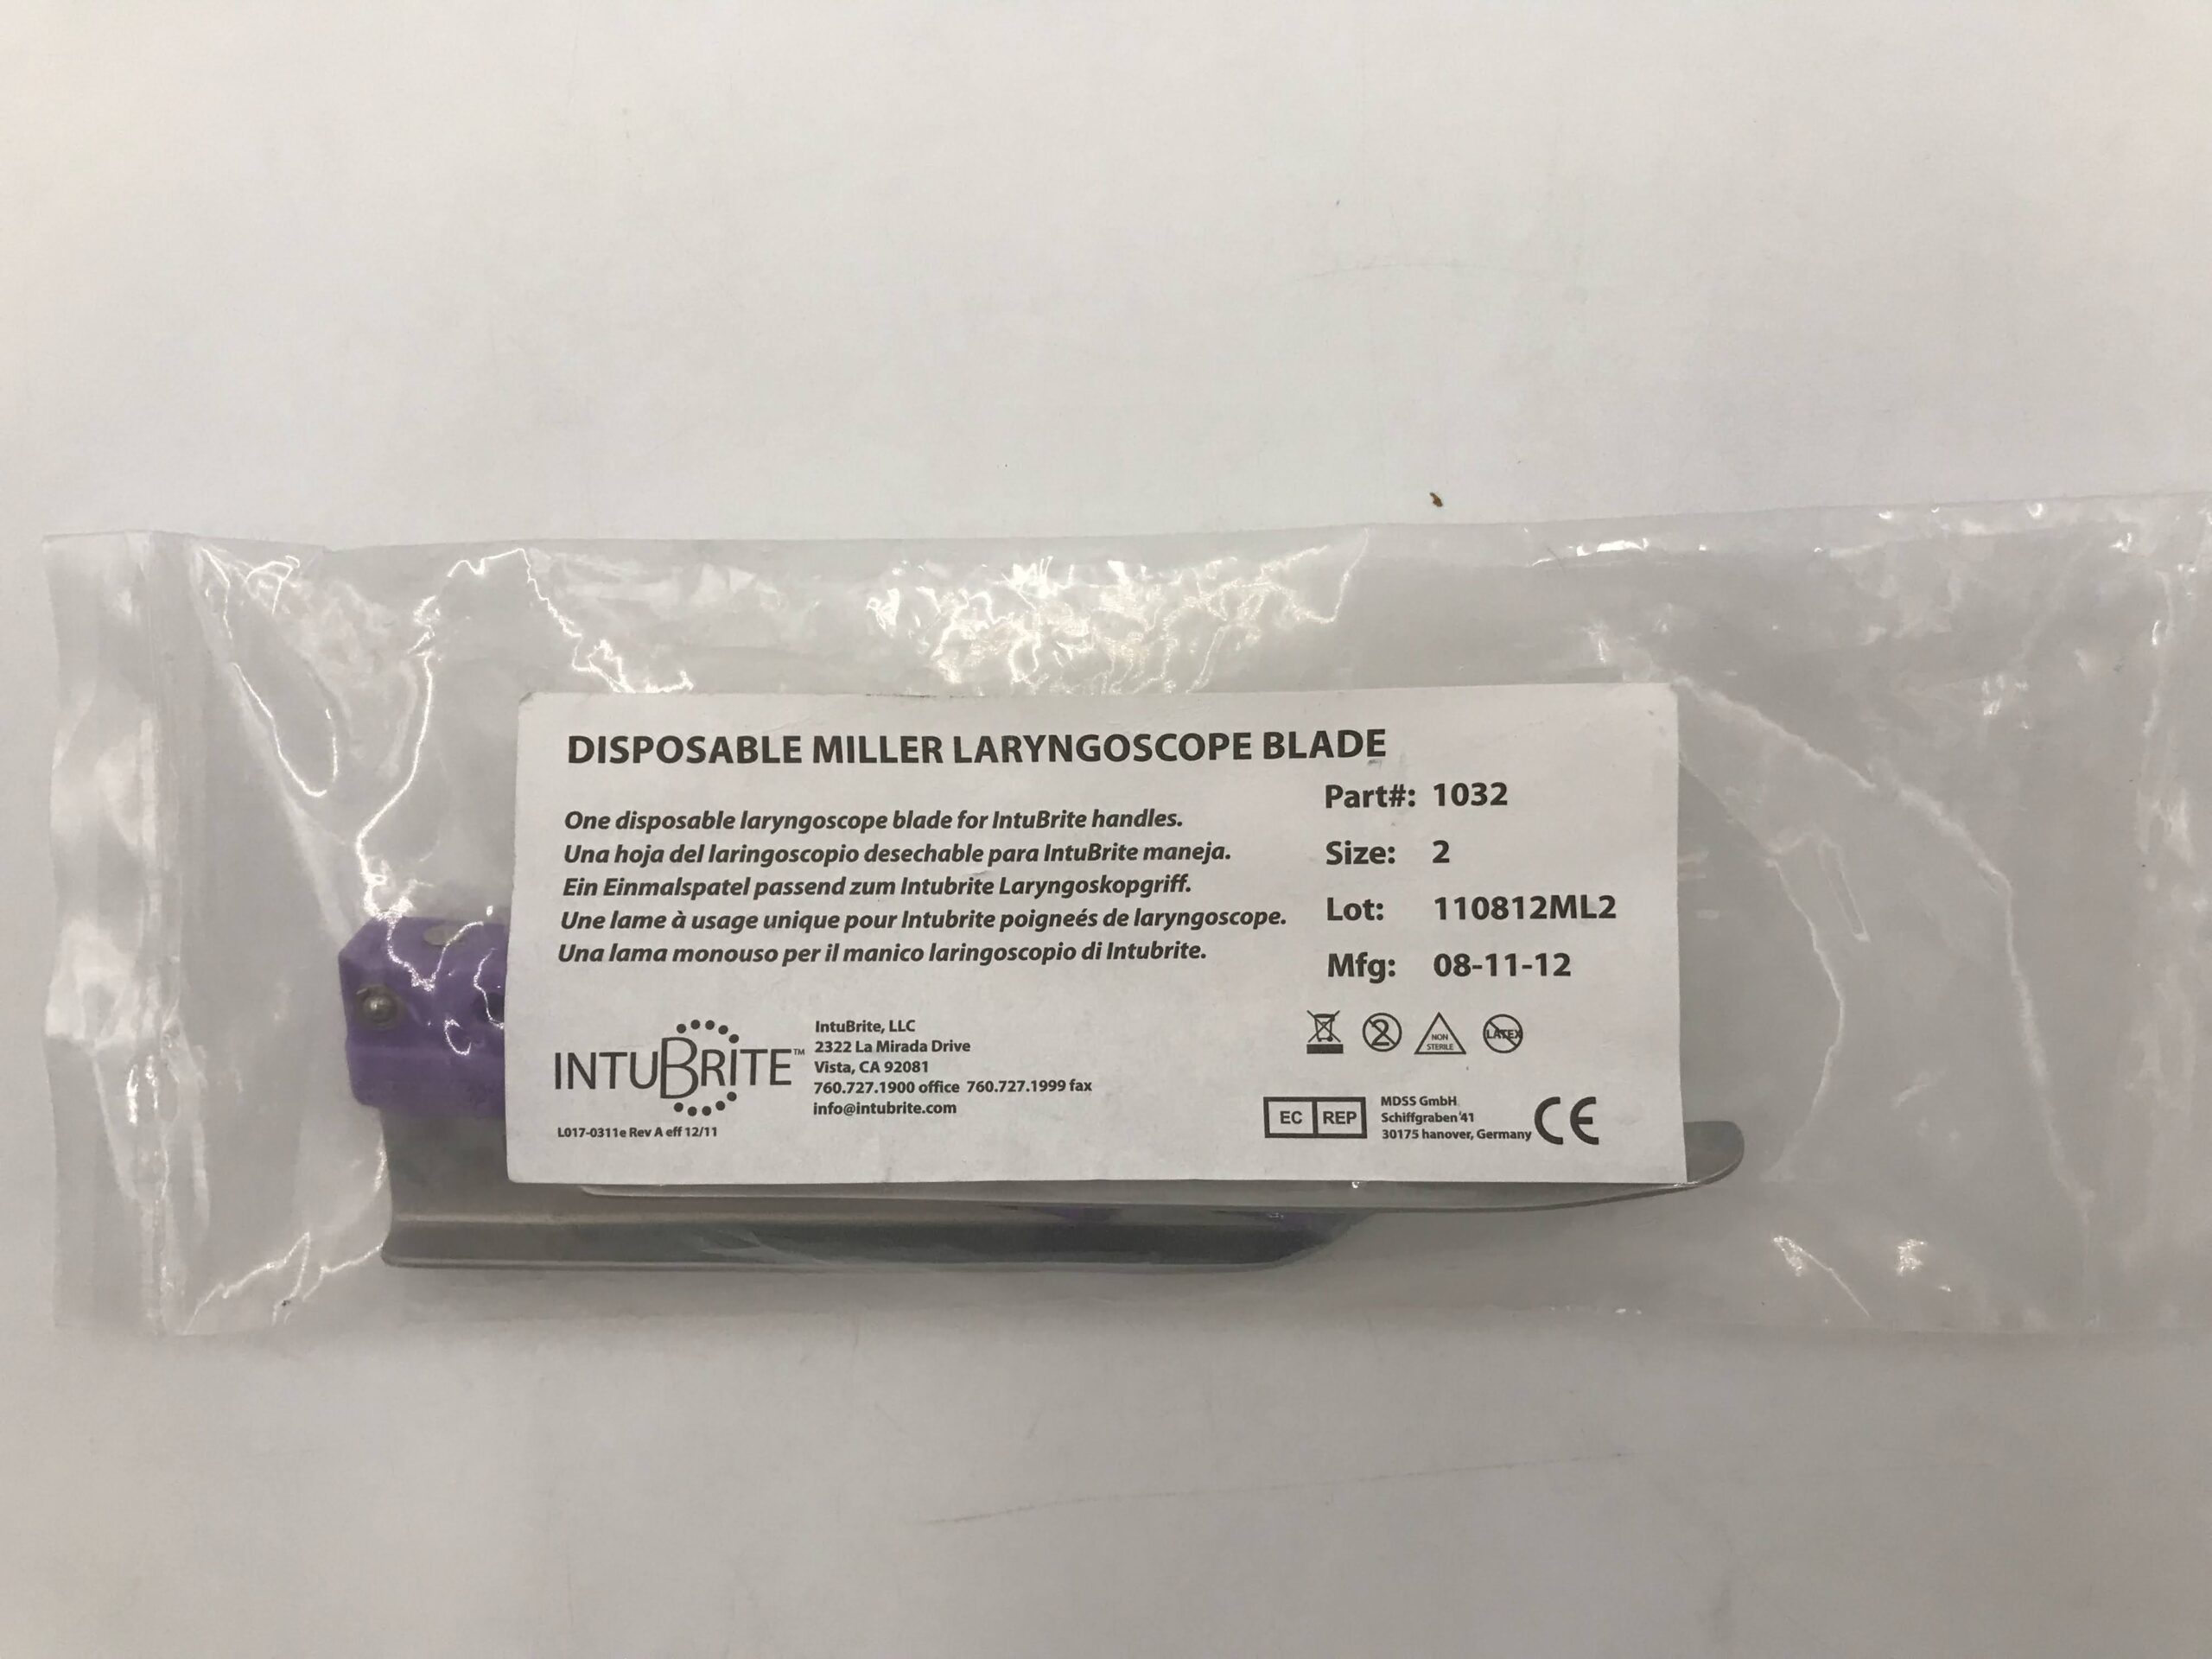 DISPOSABLE MILLER LARYNGOSCOPE BLADE
One disposable laryngoscope blade for IntuBrite handles.
Una hoja del laringoscopio desechable para IntuBrite maneja.
Ein Einmalspatel passend zum Intubrite Laryngoskopgriff.
Une lame à usage unique pour Intubrite poigneés de laryngoscope.
Una lama monouso per il manico laringoscopio di Intubrite.
Part#: 1032
Size: 2
Lot: 110812ML2
Mfg: 08-11-12
INTUBRITE™
IntuBrite, LLC
2322 La Mirada Drive
Vista, CA 92081
760.727.1900 office 760.727.1999 fax
info@intubrite.com
L017-0311e Rev A eff 12/11
2
NON
STERILE
LATEX
EC REP
MDSS GmbH
Schiffgraben'41
30175 hanover, Germany
CE